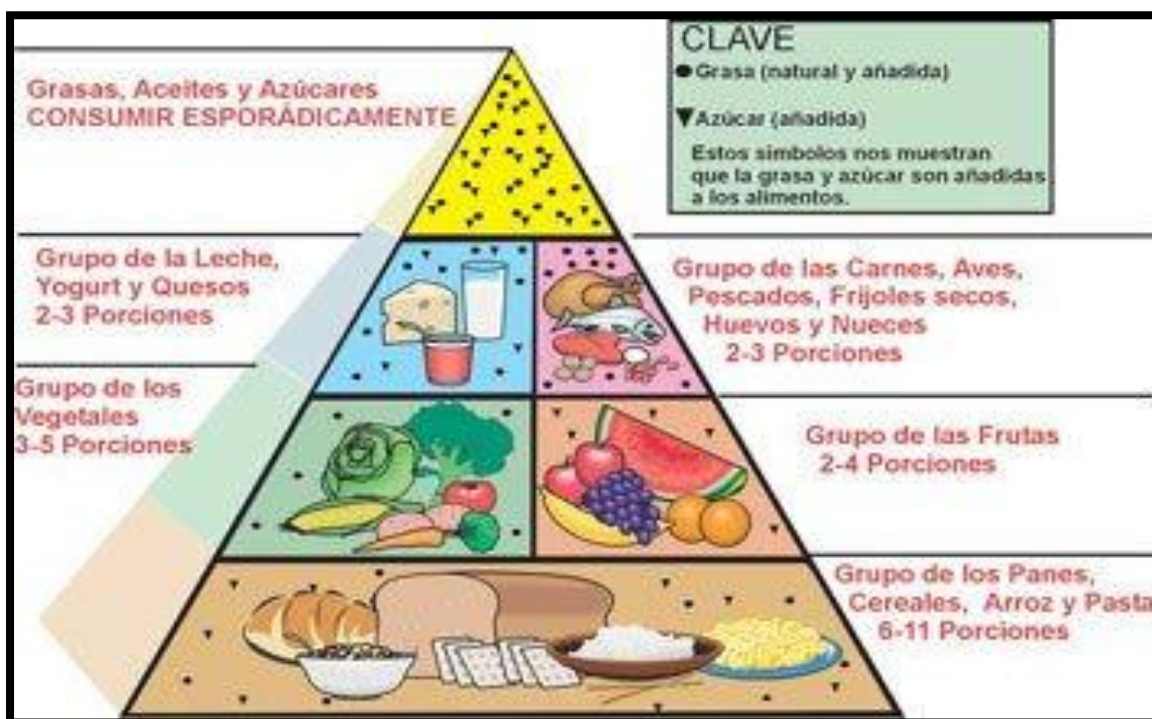 CLAVE
Grasa (natural y añadida)
Azúcar (añadida)
Estos símbolos nos muestran
que la grasa y azúcar son añadidas
a los alimentos.
Grasas, Aceites y Azúcares
CONSUMIR ESPORÁDICAMENTE
Grupo de la Leche,
Yogurt y Quesos
2-3 Porciones
Grupo de las Carnes, Aves,
Pescados, Frijoles secos,
Huevos y Nueces
2-3 Porciones
Grupo de los
Vegetales
3-5 Porciones
Grupo de las Frutas
2-4 Porciones
Grupo de los Panes,
Cereales, Arroz y Pasta
6-11 Porciones